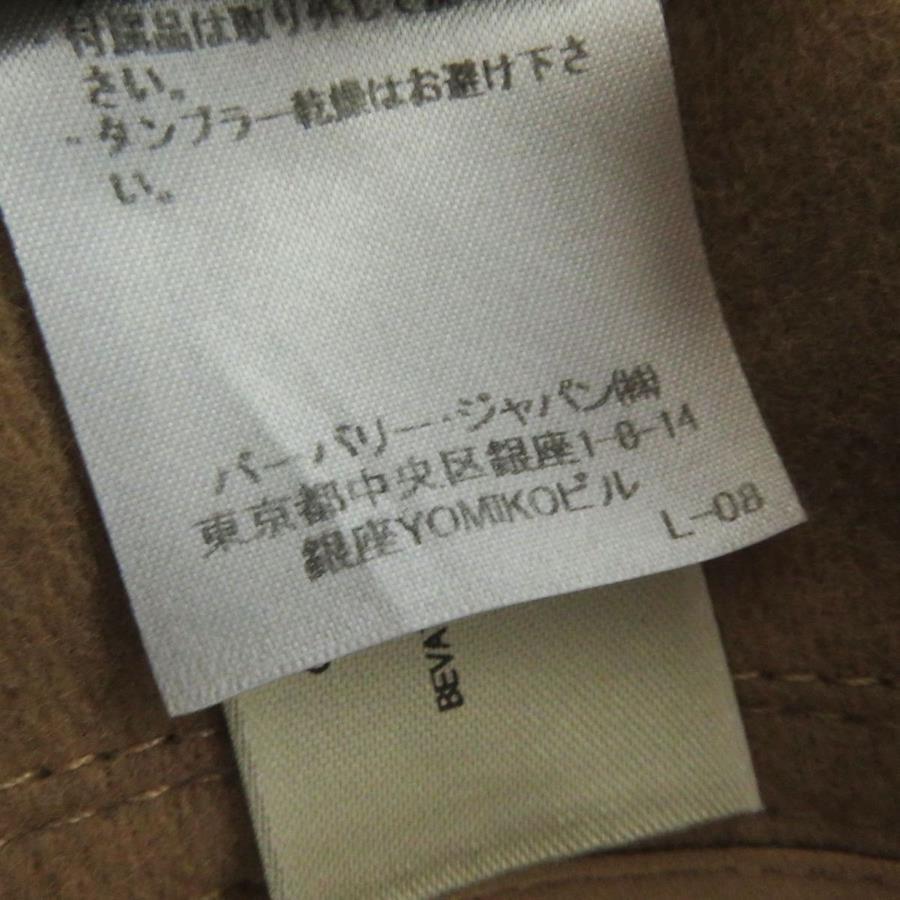 付属品は取り外して
さい。
・タンブラー乾燥はお避け下さ
い。
バーバリー・ジャパン㈱
東京都中央区銀座1-8-14
銀座YOMIKOビル
L-08
BEVA